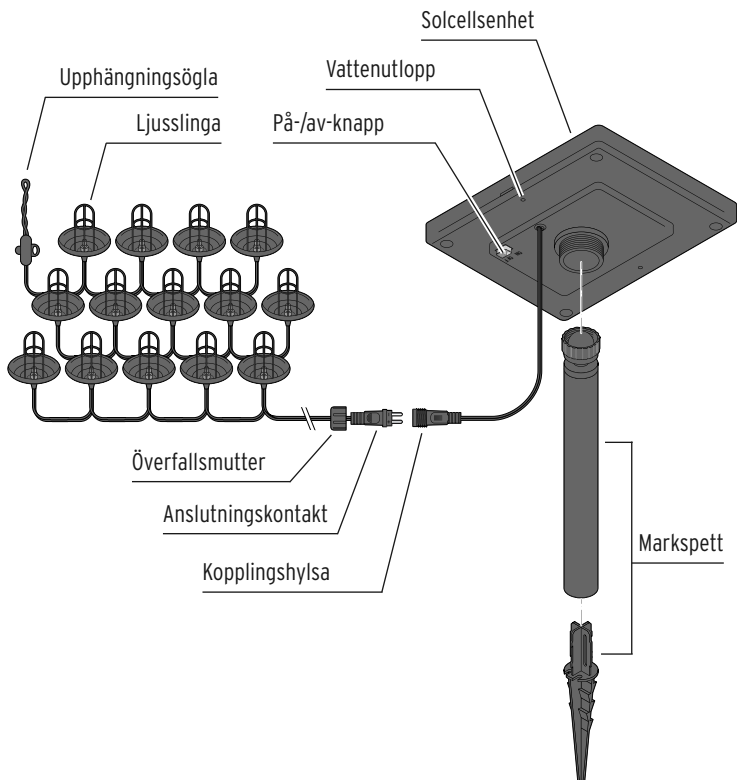 Solcellsenhet
Vattenutlopp
Upphängningsögla
Ljusslinga
På-/av-knapp
Överfallsmutter
Anslutningskontakt
Kopplingshylsa
Markspett